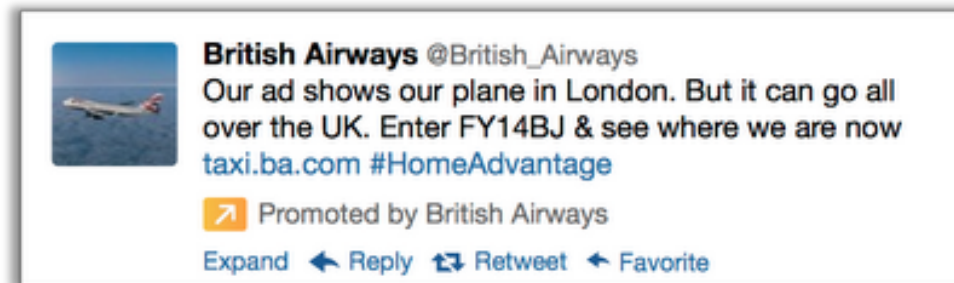 British Airways @British_Airways
Our ad shows our plane in London. But it can go all
over the UK. Enter FY14BJ & see where we are now
taxi.ba.com #HomeAdvantage
Promoted by British Airways
Expand Reply Retweet Favorite